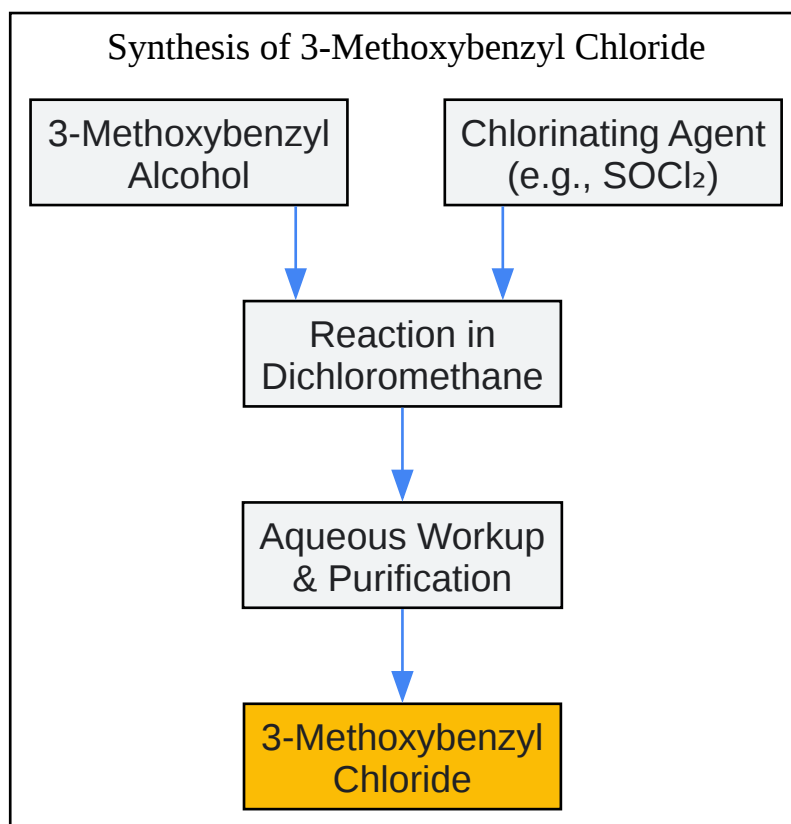 Synthesis of 3-Methoxybenzyl Chloride
3-Methoxybenzyl
Alcohol
Chlorinating Agent
(e.g., SOCl₂)
Reaction in
Dichloromethane
Aqueous Workup
& Purification
3-Methoxybenzyl
Chloride